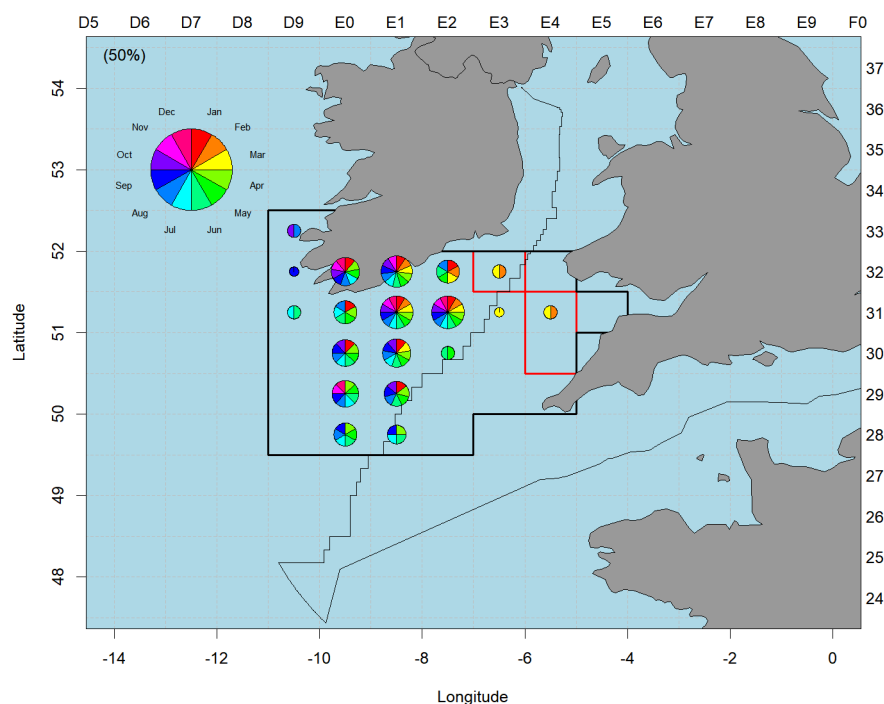 D5 D6 D7 D8 D9 E0 E1 E2 E3 E4 E5 E6 E7 E8 E9 F0
(50%)
Dec Jan
Nov Feb
Oct Mar
Sep Apr
Aug May
Jul Jun
Latitude
54
53
52
51
50
49
48
37
36
35
34
33
32
31
30
29
28
27
26
25
24
-14 -12 -10 -8 -6 -4 -2 0
Longitude